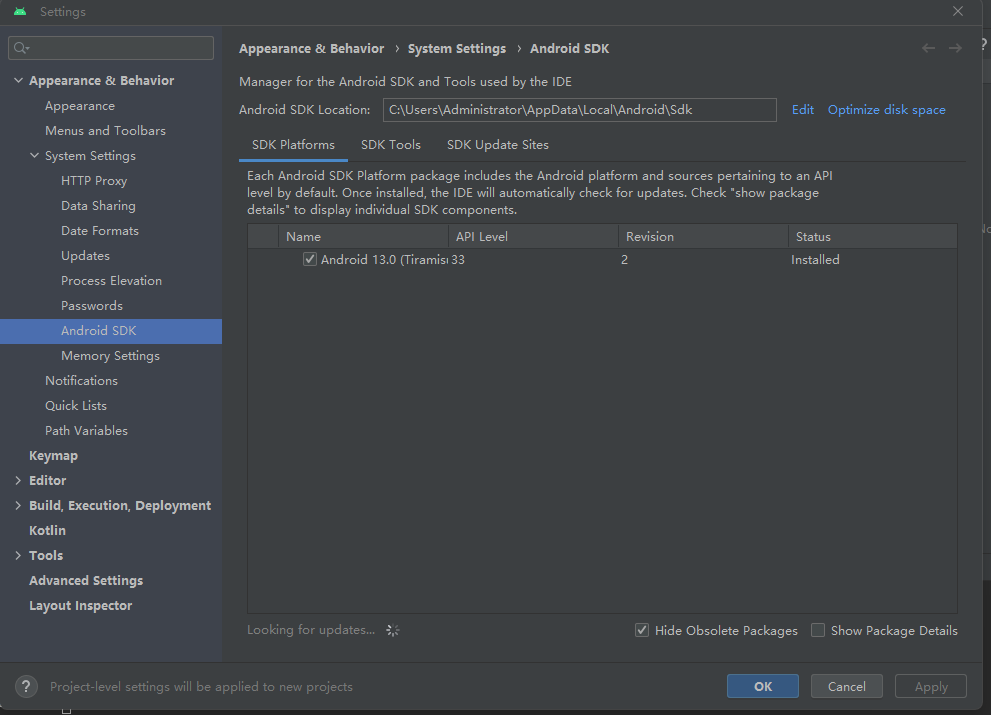 Settings
Appearance & Behavior
Appearance
Menus and Toolbars
System Settings
HTTP Proxy
Data Sharing
Date Formats
Updates
Process Elevation
Passwords
Android SDK
Memory Settings
Notifications
Quick Lists
Path Variables
Keymap
Editor
Build, Execution, Deployment
Kotlin
Tools
Advanced Settings
Layout Inspector
Appearance & Behavior › System Settings › Android SDK
Manager for the Android SDK and Tools used by the IDE
Android SDK Location: C:\Users\Administrator\AppData\Local\Android\Sdk Edit Optimize disk space
SDK Platforms SDK Tools SDK Update Sites
Each Android SDK Platform package includes the Android platform and sources pertaining to an API
level by default. Once installed, the IDE will automatically check for updates. Check "show package
details" to display individual SDK components.
Name API Level Revision Status
Android 13.0 (Tiramis 33 2 Installed
Looking for updates... Hide Obsolete Packages Show Package Details
? Project-level settings will be applied to new projects OK Cancel Apply